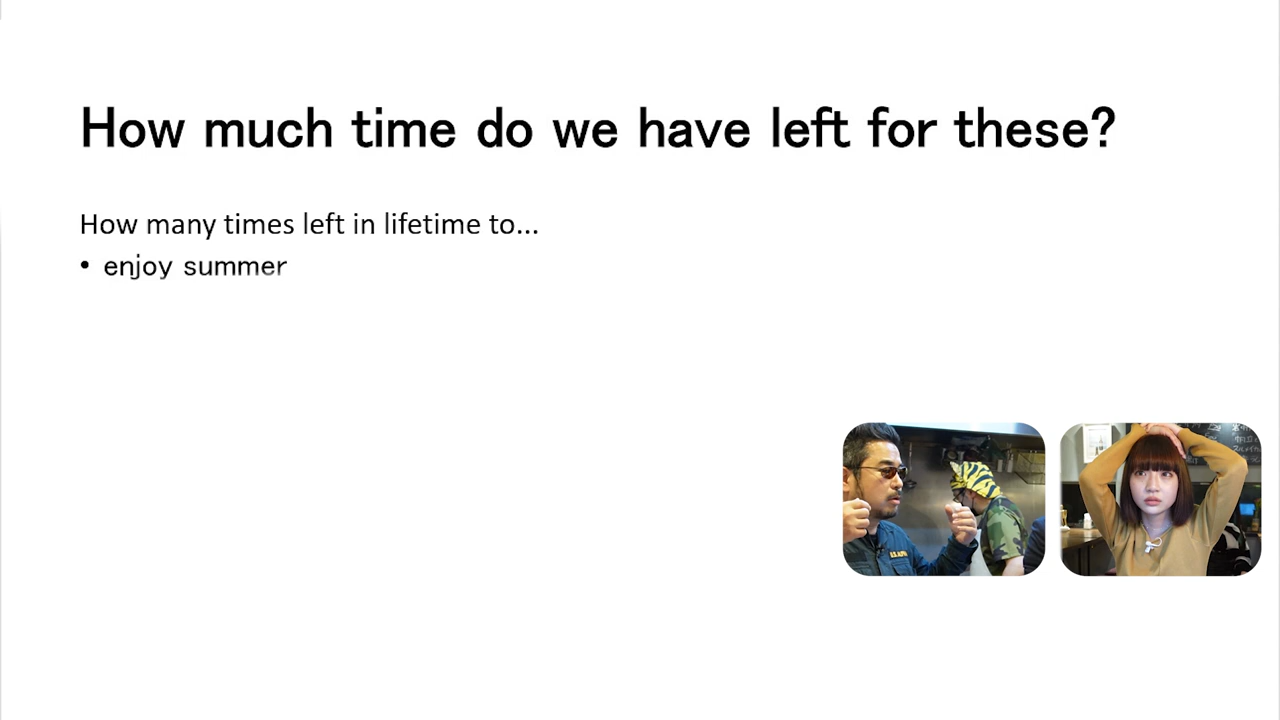 How much time do we have left for these?
How many times left in lifetime to...
• enjoy summer